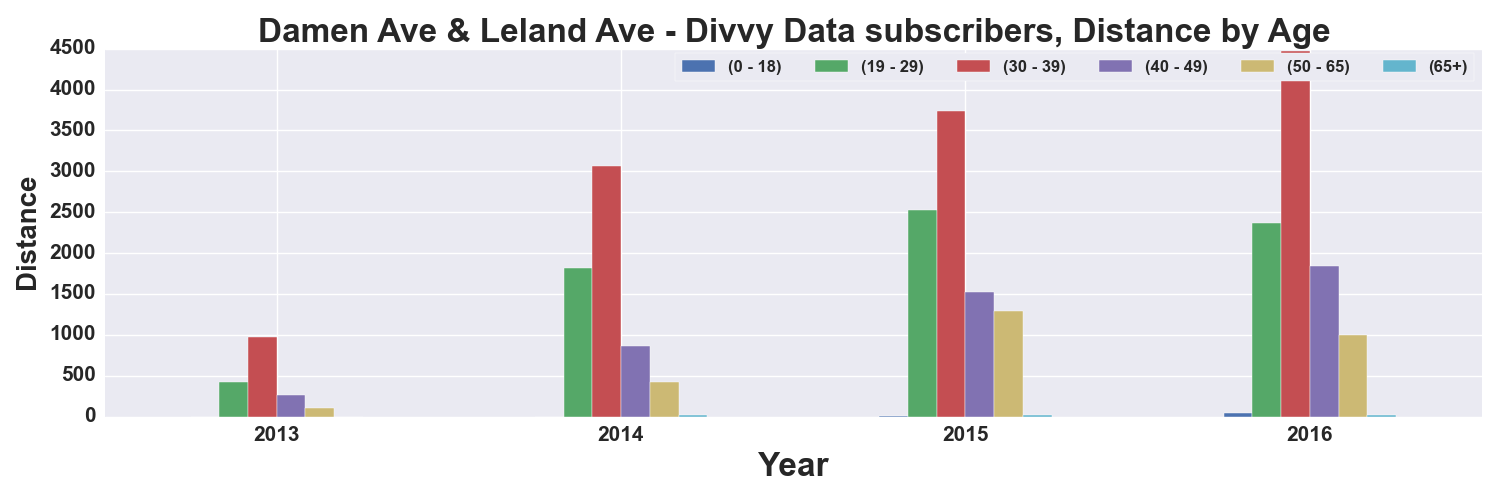 Damen Ave & Leland Ave - Divvy Data subscribers, Distance by Age
(0 - 18) (19 - 29) (30 - 39) (40 - 49) (50 - 65) (65+)
Distance
4500
4000
3500
3000
2500
2000
1500
1000
500
0
2013 2014 2015 2016
Year